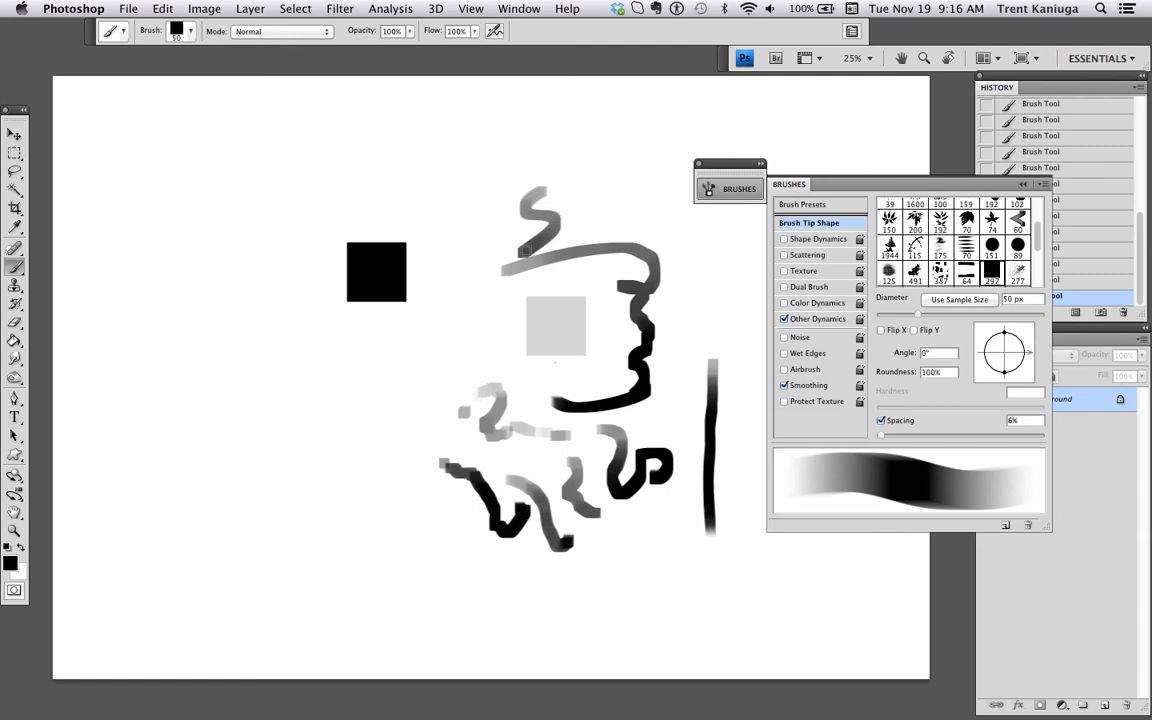 Photoshop File Edit Image Layer Select Filter Analysis 3D View Window Help 100% Tue Nov 19 9:16 AM Trent Kaniuga
Brush: 50 Mode: Normal Opacity: 100% Flow: 100%
Ps Br 25% ESSENTIALS
HISTORY
Brush Tool
Brush Tool
Brush Tool
Brush Tool
Brush Tool
ool
Opacity: 100%
Fill: 100%
ound
BRUSHES
BRUSHES
Brush Presets
Brush Tip Shape
Shape Dynamics
Scattering
Texture
Dual Brush
Color Dynamics
Other Dynamics
Noise
Wet Edges
Airbrush
Smoothing
Protect Texture
39 1600 100 159 192 102
150 200 192 70 74 60
1944 115 175 70 151 89
125 491 387 64 297 277
Diameter Use Sample Size 50 px
Flip X Flip Y
Angle: 0°
Roundness: 100%
Hardness
Spacing 6%
fx